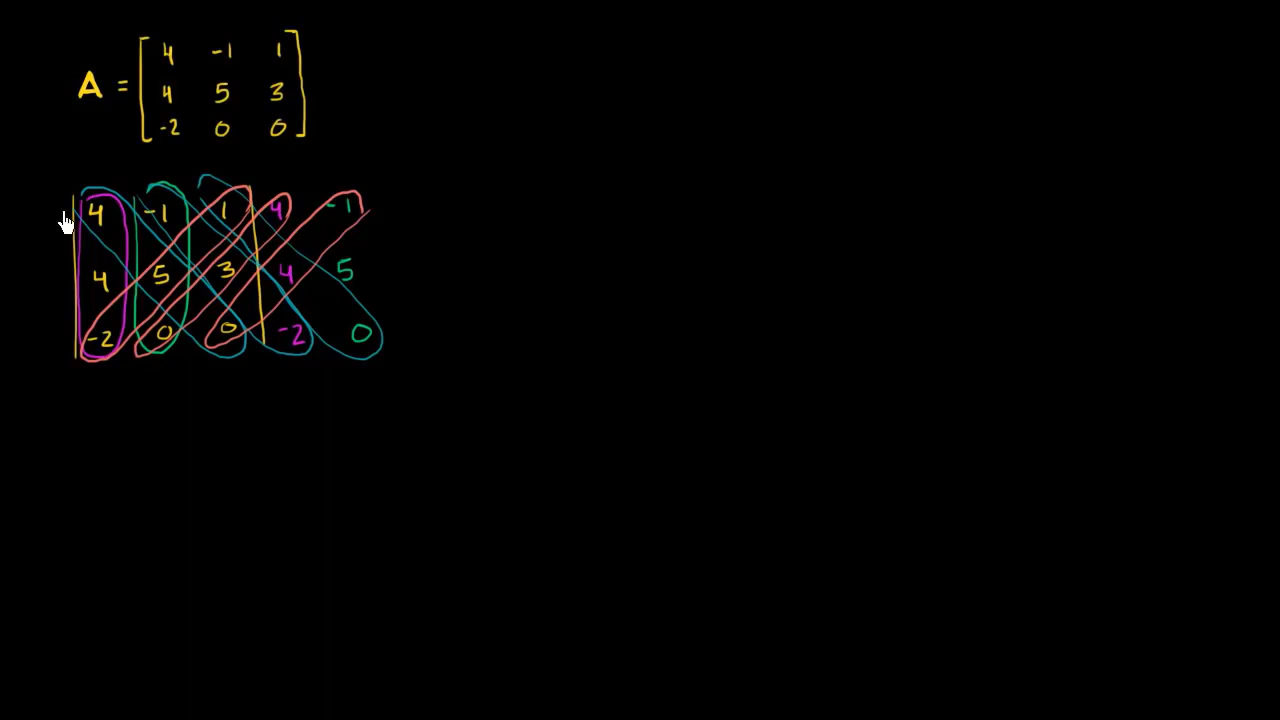 A = [ 4 -1 1
4 5 3
-2 0 0 ]
4 -1 1 4 -1
4 5 3 4 5
-2 0 0 -2 0